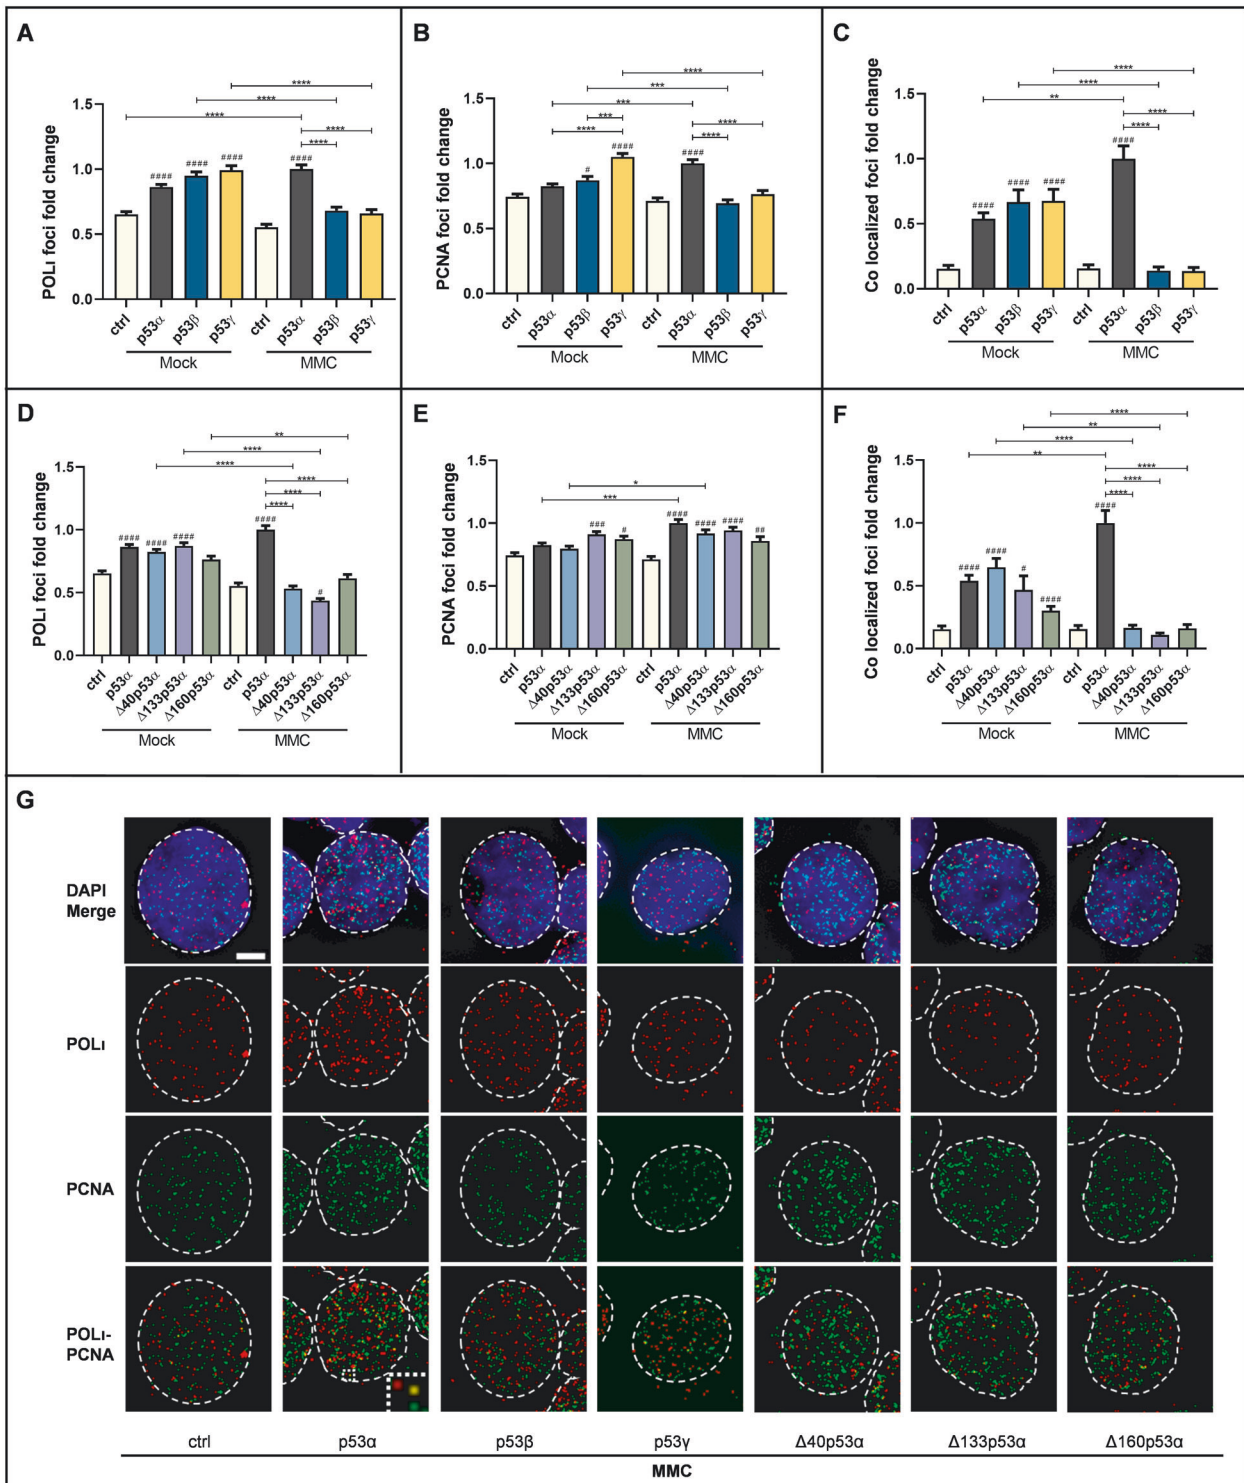 A
POLι foci fold change
1.5
1.0
0.5
0.0
****
****
****
****
****
####
####
####
####
ctrl
p53α
p53β
p53γ
ctrl
p53α
p53β
p53γ
Mock
MMC
B
PCNA foci fold change
1.5
1.0
0.5
0.0
****
***
***
***
****
****
****
#
####
####
ctrl
p53α
p53β
p53γ
ctrl
p53α
p53β
p53γ
Mock
MMC
C
Co localized foci fold change
1.5
1.0
0.5
0.0
****
****
**
****
****
####
####
####
####
ctrl
p53α
p53β
p53γ
ctrl
p53α
p53β
p53γ
Mock
MMC
D
POLι foci fold change
1.5
1.0
0.5
0.0
**
****
****
****
****
****
####
####
####
####
#
ctrl
p53α
Δ40p53α
Δ133p53α
Δ160p53α
ctrl
p53α
Δ40p53α
Δ133p53α
Δ160p53α
Mock
MMC
E
PCNA foci fold change
1.5
1.0
0.5
0.0
*
***
###
#
####
####
####
##
ctrl
p53α
Δ40p53α
Δ133p53α
Δ160p53α
ctrl
p53α
Δ40p53α
Δ133p53α
Δ160p53α
Mock
MMC
F
Co localized foci fold change
1.5
1.0
0.5
0.0
****
**
****
**
****
****
****
####
####
#
####
####
ctrl
p53α
Δ40p53α
Δ133p53α
Δ160p53α
ctrl
p53α
Δ40p53α
Δ133p53α
Δ160p53α
Mock
MMC
G
DAPI
Merge
POLι
PCNA
POLι-
PCNA
ctrl
p53α
p53β
p53γ
Δ40p53α
Δ133p53α
Δ160p53α
MMC